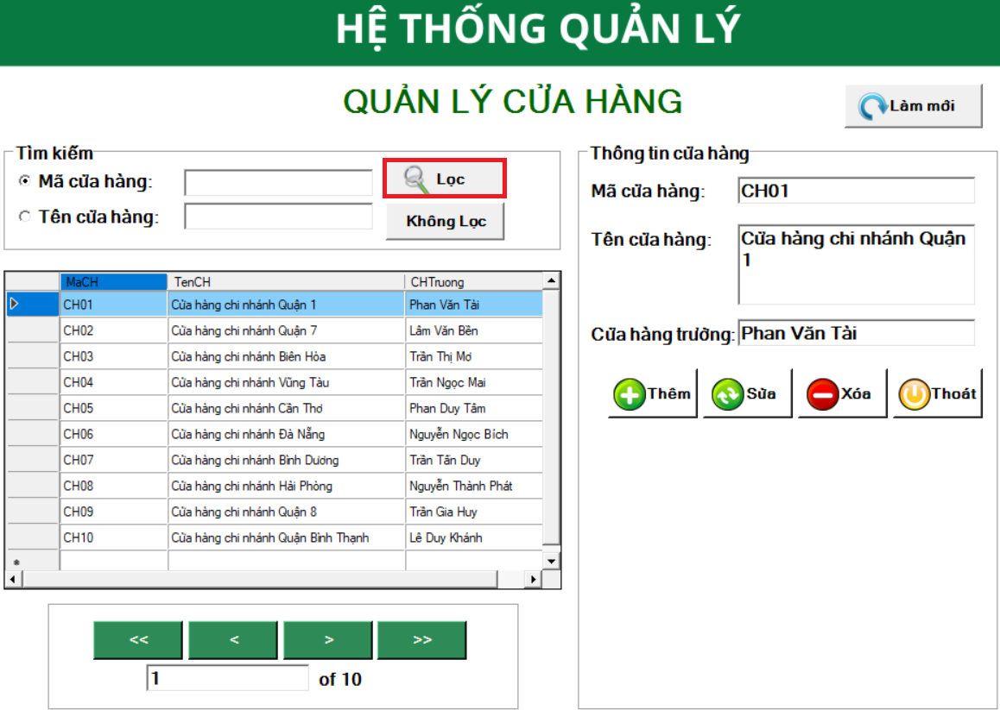 HỆ THỐNG QUẢN LÝ
QUẢN LÝ CỬA HÀNG
Làm mới
Tìm kiếm
Mã cửa hàng:
Lọc
Tên cửa hàng:
Không Lọc
MaCH TenCH CHTruong
CH01 Cửa hàng chi nhánh Quận 1 Phan Văn Tài
CH02 Cửa hàng chi nhánh Quận 7 Lâm Văn Bền
CH03 Cửa hàng chi nhánh Biên Hòa Trần Thị Mơ
CH04 Cửa hàng chi nhánh Vũng Tàu Trần Ngọc Mai
CH05 Cửa hàng chi nhánh Cần Thơ Phan Duy Tâm
CH06 Cửa hàng chi nhánh Đà Nẵng Nguyễn Ngọc Bích
CH07 Cửa hàng chi nhánh Bình Dương Trần Tấn Duy
CH08 Cửa hàng chi nhánh Hải Phòng Nguyễn Thành Phát
CH09 Cửa hàng chi nhánh Quận 8 Trần Gia Huy
CH10 Cửa hàng chi nhánh Quận Bình Thạnh Lê Duy Khánh
*
<< < > >>
1 of 10
Thông tin cửa hàng
Mã cửa hàng: CH01
Tên cửa hàng: Cửa hàng chi nhánh Quận
1
Cửa hàng trưởng: Phan Văn Tài
Thêm Sửa Xóa Thoát